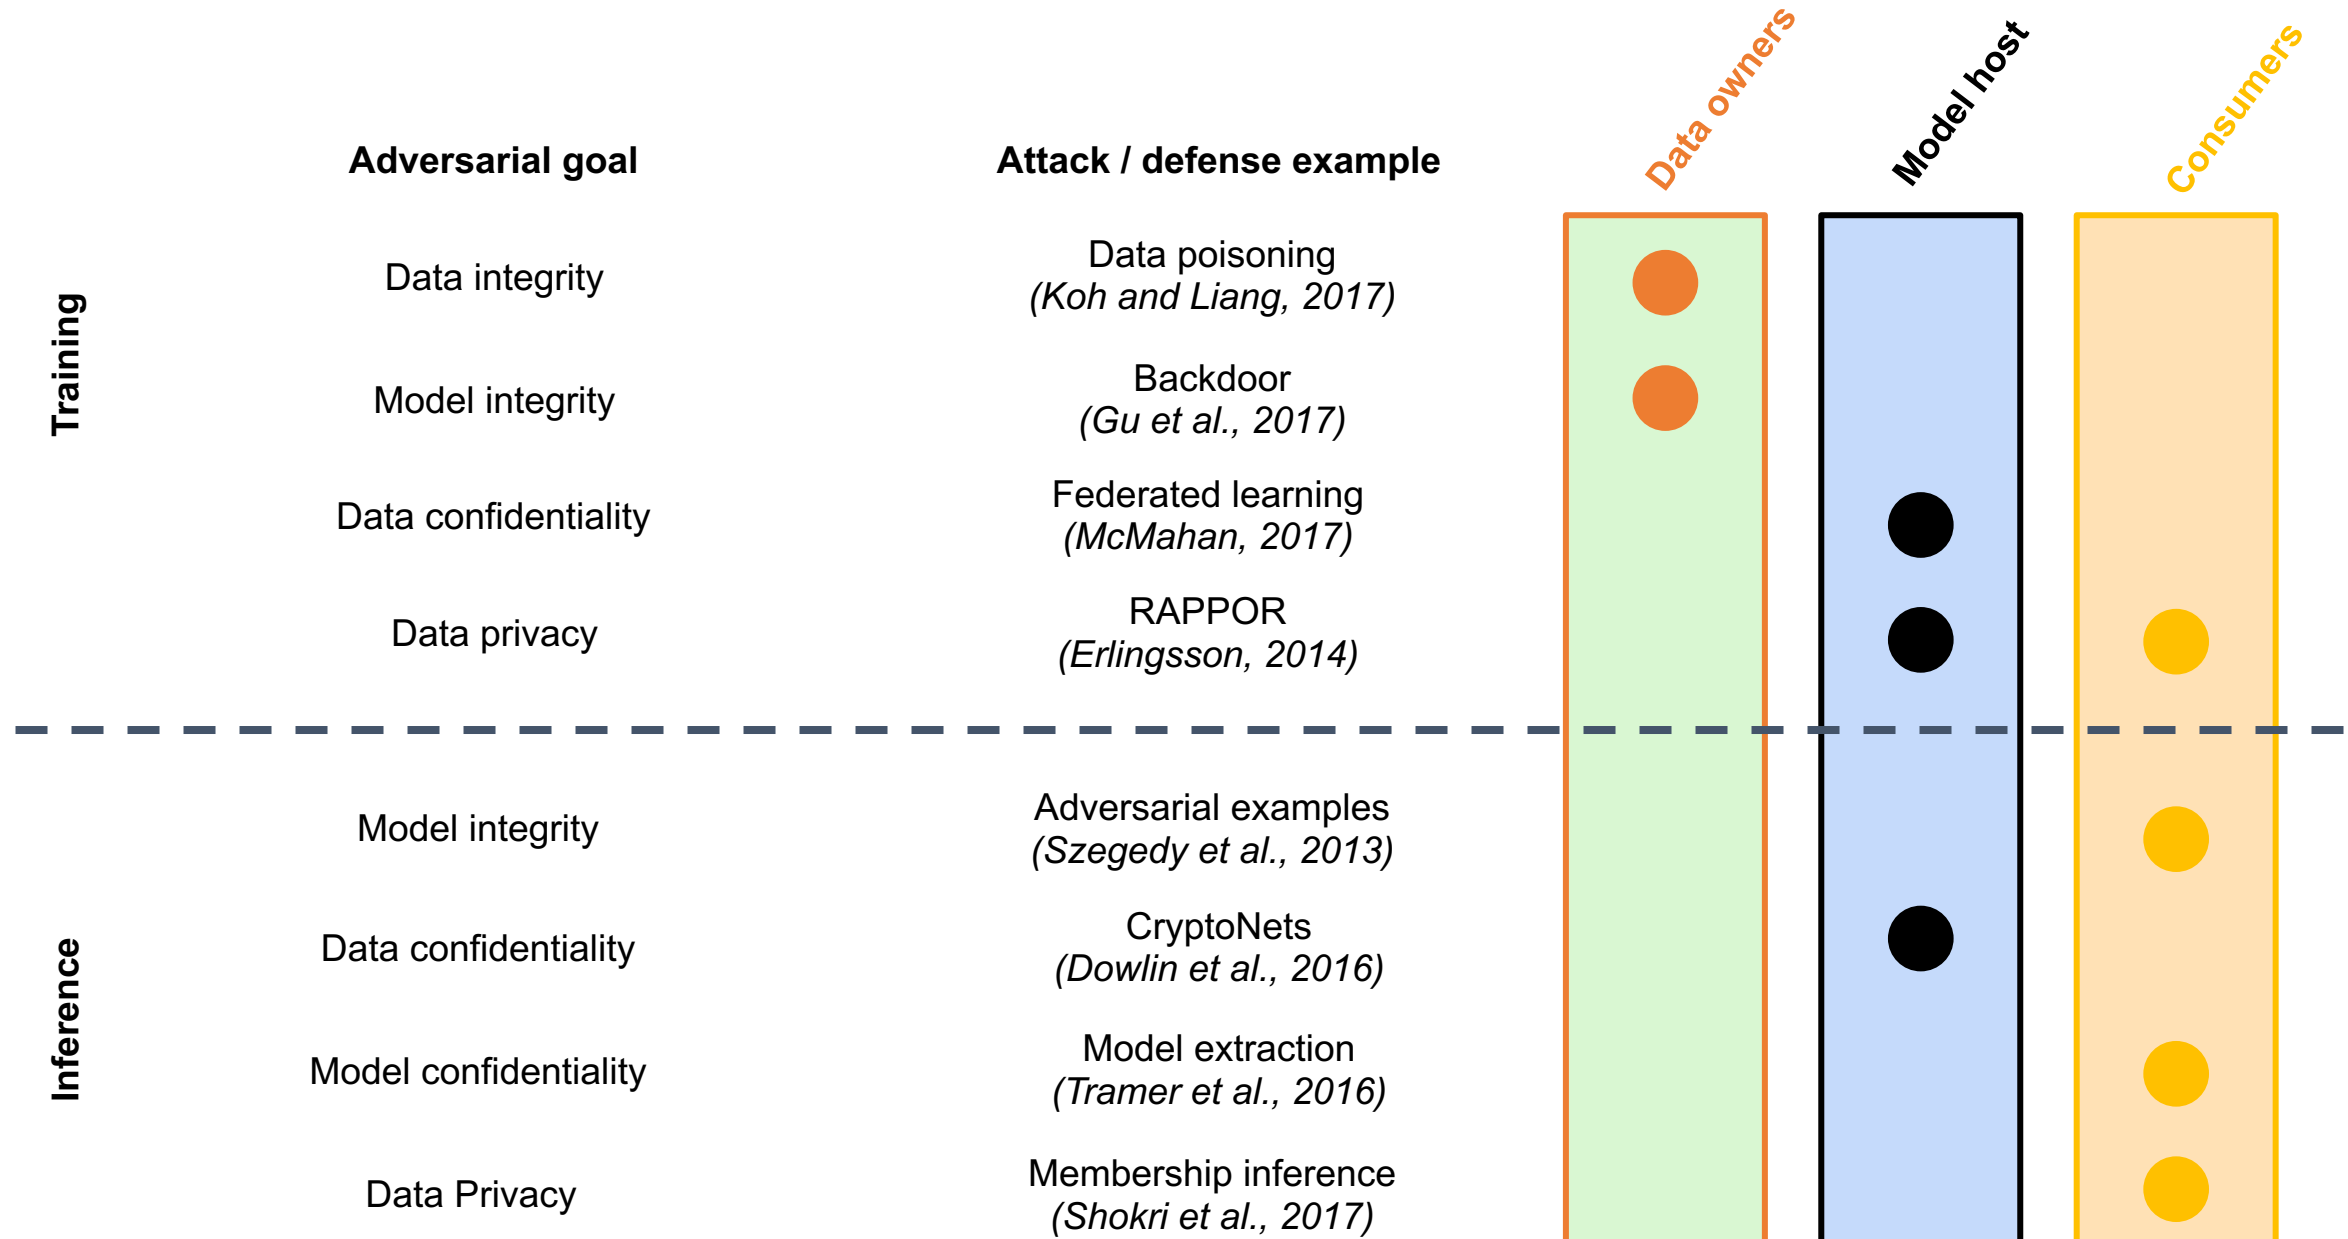 Data owners
Model host
Consumers
Adversarial goal
Attack / defense example
Training
Data integrity
Data poisoning
(Koh and Liang, 2017)
Model integrity
Backdoor
(Gu et al., 2017)
Data confidentiality
Federated learning
(McMahan, 2017)
Data privacy
RAPPOR
(Erlingsson, 2014)
Inference
Model integrity
Adversarial examples
(Szegedy et al., 2013)
Data confidentiality
CryptoNets
(Dowlin et al., 2016)
Model confidentiality
Model extraction
(Tramer et al., 2016)
Data Privacy
Membership inference
(Shokri et al., 2017)